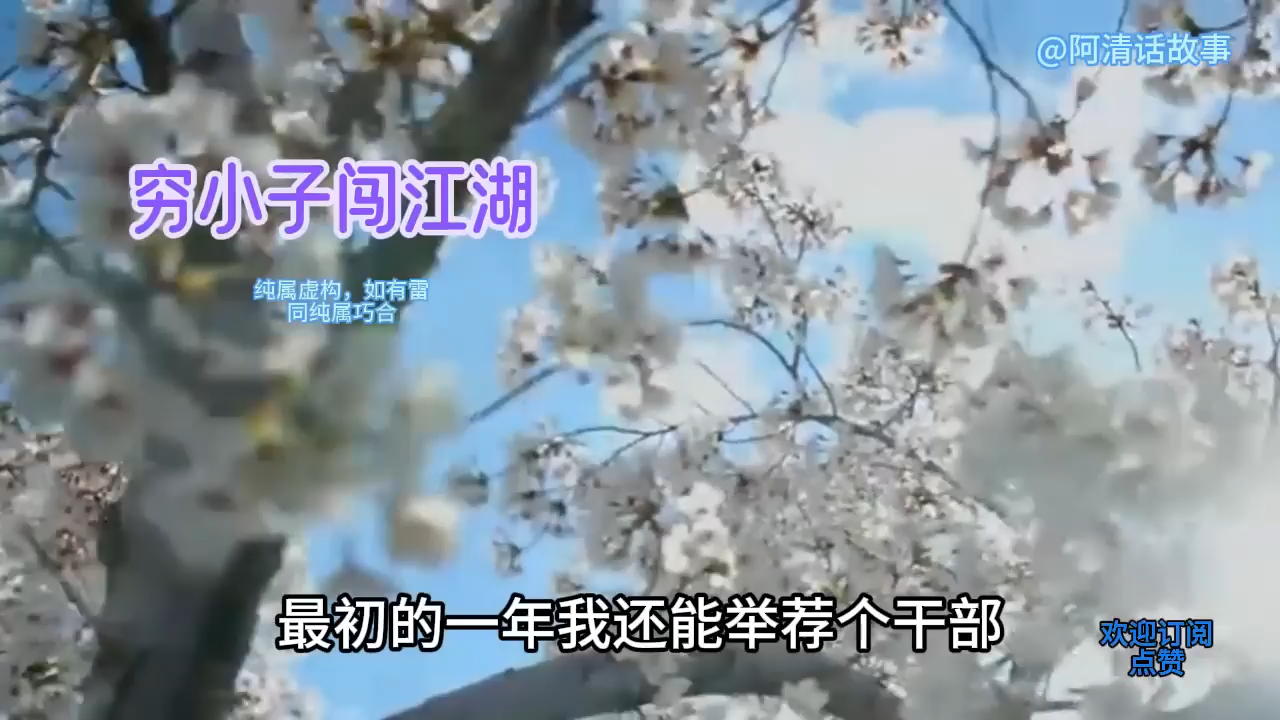 @阿清话故事
穷小子闯江湖
纯属虚构，如有雷
同纯属巧合
最初的一年我还能举荐个干部
欢迎订阅
点赞